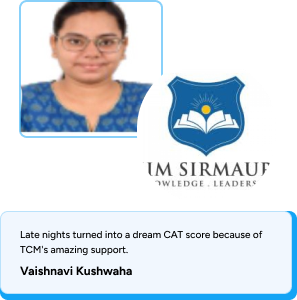 IM SIRMAUR
OWLEDGE . LEADERS
Late nights turned into a dream CAT score because of
TCM's amazing support.
Vaishnavi Kushwaha